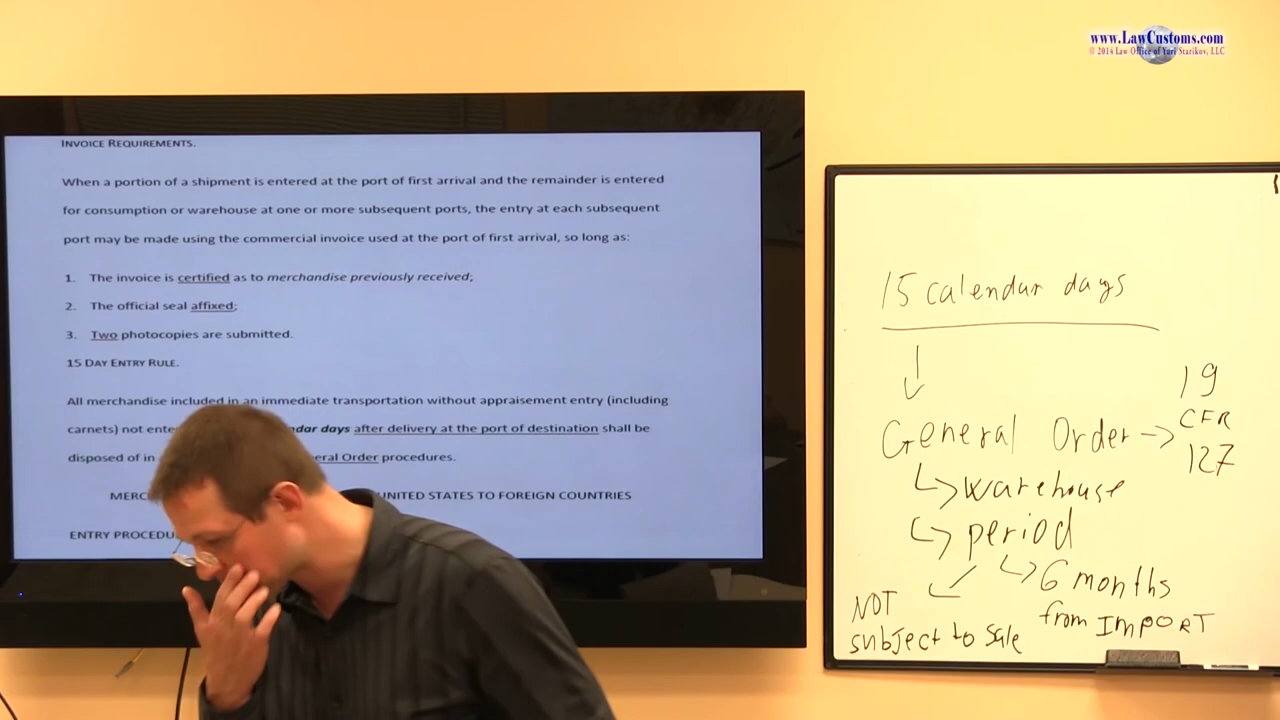 www.LawCustoms.com
© 2014 Law Office of Yuri Starikov, LLC
INVOICE REQUIREMENTS.
When a portion of a shipment is entered at the port of first arrival and the remainder is entered
for consumption or warehouse at one or more subsequent ports, the entry at each subsequent
port may be made using the commercial invoice used at the port of first arrival, so long as:
1. The invoice is certified as to merchandise previously received;
2. The official seal affixed;
3. Two photocopies are submitted.
15 DAY ENTRY RULE.
All merchandise included in an immediate transportation without appraisement entry (including
carnets) not days after delivery at the port of destination shall be
disposed of in Order procedures.
UNITED STATES TO FOREIGN COUNTRIES
ENTRY
15 calendar days
General Order → 19
CFR
127
↳ warehouse
↳ period
↳ 6 months
from IMPORT
NOT
subject to sale